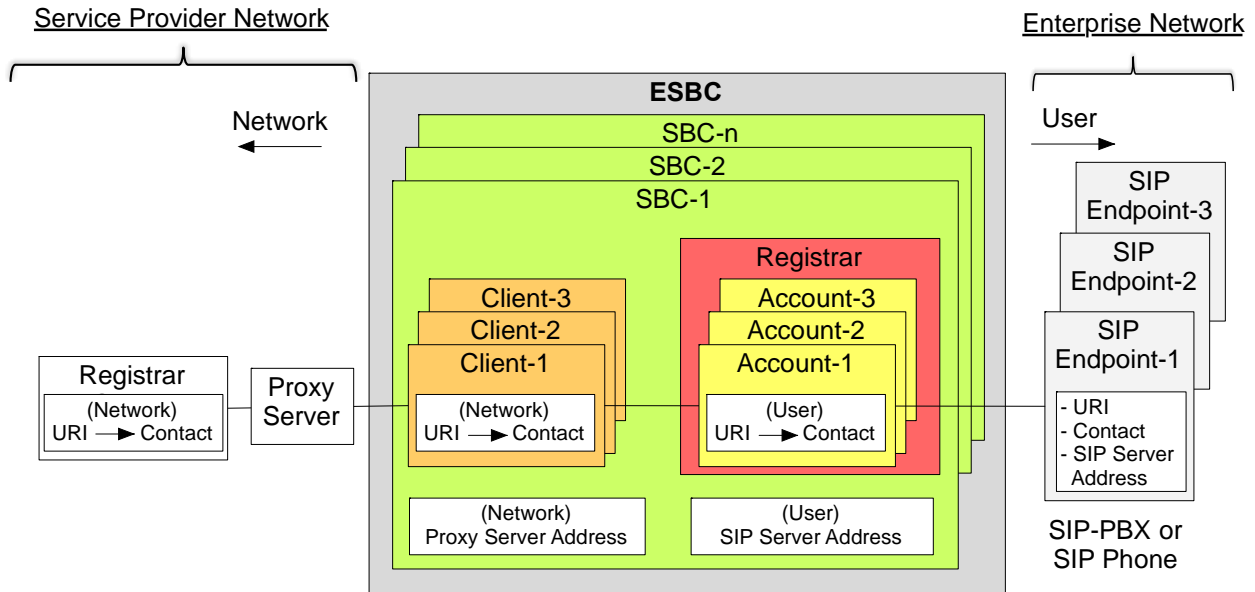 Service Provider Network
Enterprise Network
ESBC
Network
User
SBC-n
SBC-2
SBC-1
SIP
Endpoint-3
SIP
Endpoint-2
SIP
Endpoint-1
Registrar
Client-3
Client-2
Client-1
Account-3
Account-2
Account-1
Registrar
(Network)
URI Contact
Proxy
Server
(Network)
URI Contact
(User)
URI Contact
- URI
- Contact
- SIP Server
Address
(Network)
Proxy Server Address
(User)
SIP Server Address
SIP-PBX or
SIP Phone